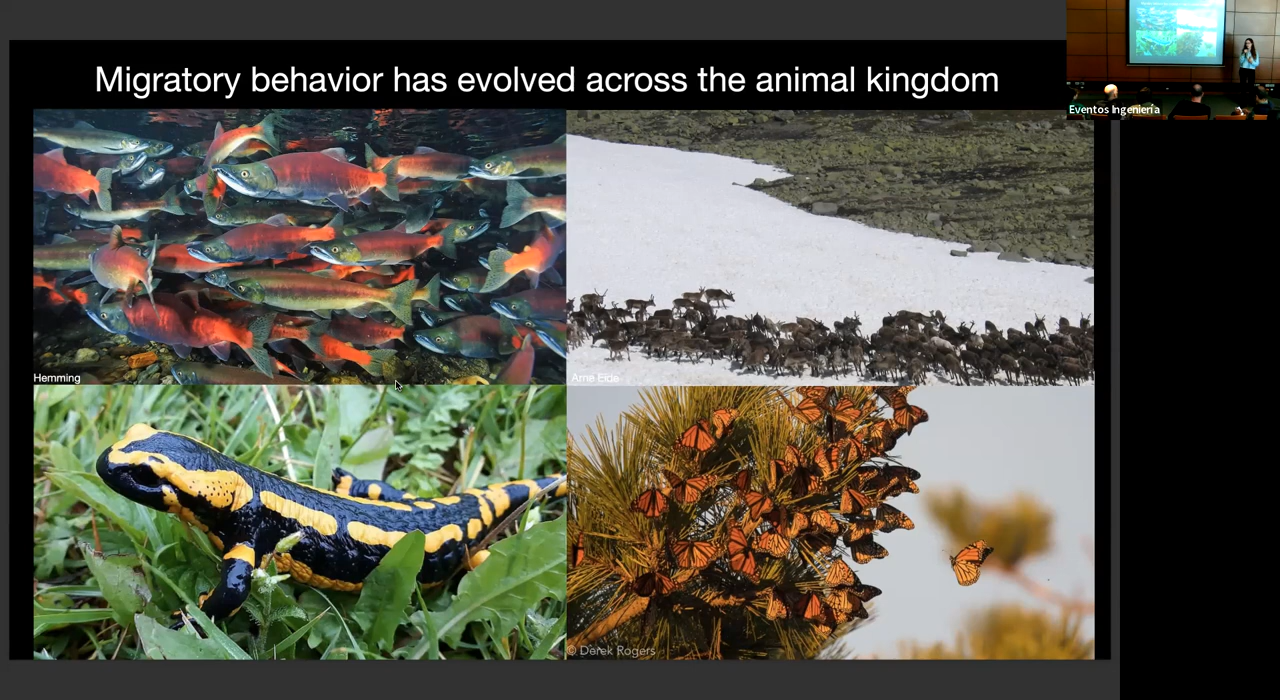 Migratory behavior has evolved across the animal kingdom
Eventos Ingeniería
Hemming
Arne Eide
© Derek Rogers